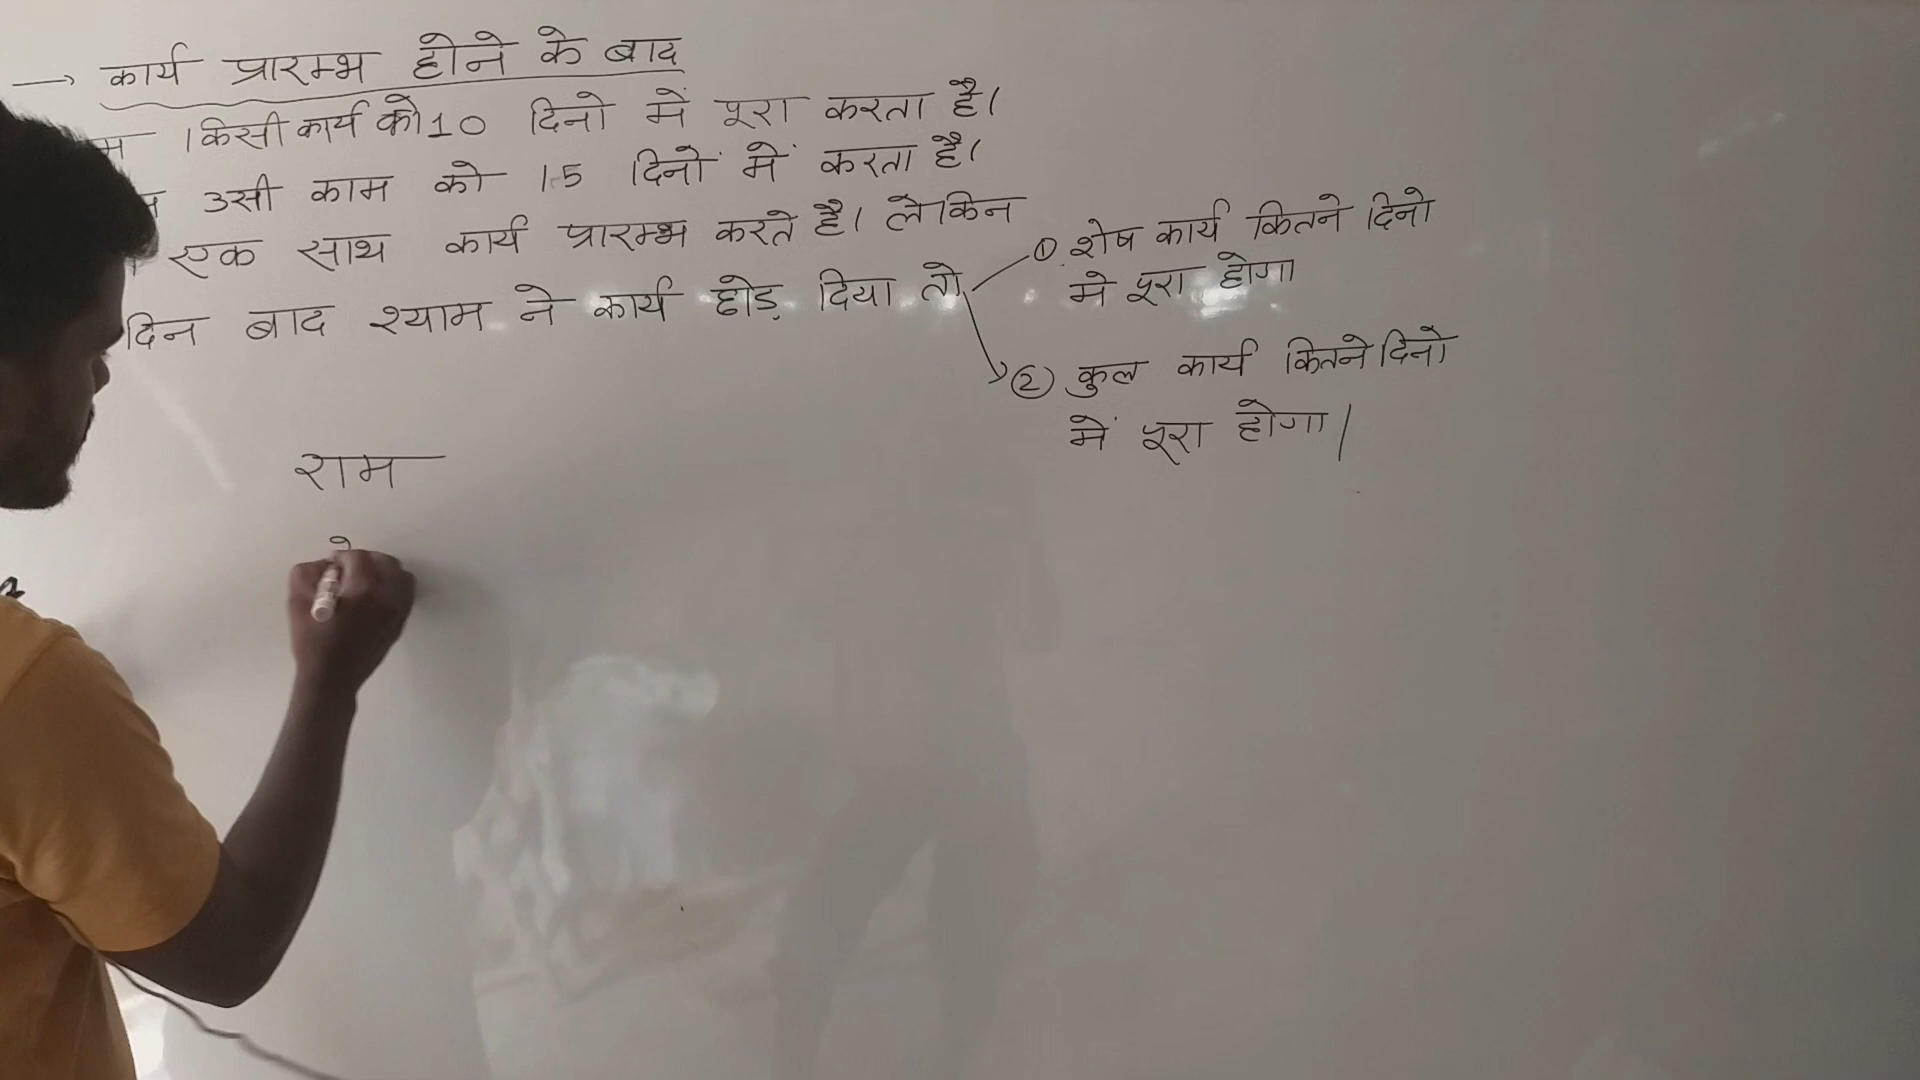 → कार्य प्रारम्भ होने के बाद
म किसी कार्य को 10 दिनो में पूरा करता है।
उसी काम को 15 दिनों में करता है।
एक साथ कार्य प्रारम्भ करते है। लेकिन
दिन बाद श्याम ने कार्य छोड़ दिया तो
① शेष कार्य कितने दिनो
मे पूरा होगा
② कुल कार्य कितने दिनो
में पूरा होगा।
राम